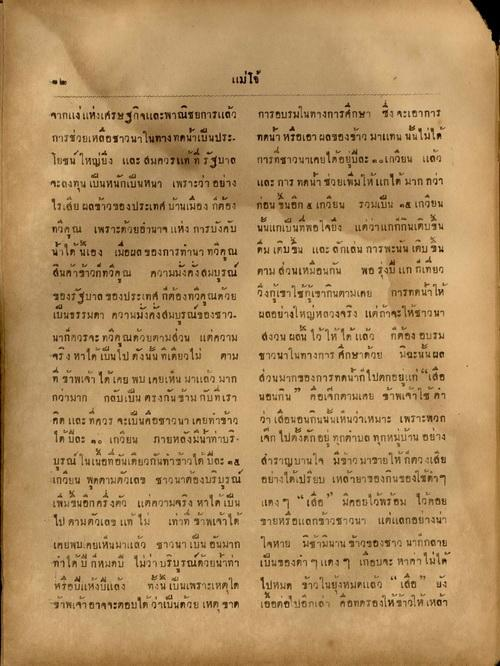 ๑๒
แม่โจ้
จากแง่แห่งเศรษฐกิจและพาณิชยการแล้ว
การช่วยเหลือชาวนาในทางทดน้ำเป็นประ-
โยชน์ใหญ่ยิ่ง และสมควรแท้ที่รัฐบาล
จะลงทุนเป็นหนักเป็นหนา เพราะว่าอย่าง
ไรเสียผลข้าวของประเทศบ้านเมืองก็ต้อง
ทวีคูณ เพราะด้วยอำนาจแห่งการบังคับ
น้ำได้นี้เอง เมื่อผลของการทำนาทวีคูณ
สินค้าข้าวก็ทวีคูณ ความมั่งคั่งสมบูรณ์
ของรัฐบาลของประเทศก็ต้องทวีคูณด้วย
เป็นธรรมดา ความมั่งคั่งสมบูรณ์ของชาว-
นาก็ควรจะทวีคูณด้วยตามส่วน แต่ความ
จริงหาได้เป็นไปดังนั้นทีเดียวไม่ ตาม
ที่ข้าพเจ้าได้เคยพบเคยเห็นมาแล้วมาก
กว่ามาก กลับเป็นตรงกันข้ามกับที่เรา
คิด และที่ควรจะเป็นคือชาวนาเคยทำข้าว
ได้ปีละ ๑๐ เกวียน ภายหลังมีน้ำท่าบริ-
บูรณ์ในเนื้อที่อันเดียวกันทำข้าวได้ปีละ ๑๕
เกวียน พูดตามตัวเลขชาวนาต้องบริบูรณ์
เพิ่มขึ้นอีกครึ่งตัว แต่ความจริงหาได้เป็น
ไปตามตัวเลขแท้ไม่ เท่าที่ข้าพเจ้าได้
เคยพบเคยเห็นมาแล้ว ชาวนาเป็นอันมาก
ทำได้ปีก็หมดปี ไม่ว่าบริบูรณ์ด้วยน้ำท่า
หรือปีแห้งปีแล้ง ทั้งนี้เป็นเพราะเหตุใด
ข้าพเจ้าอาจจะตอบได้ว่าเป็นด้วยเหตุขาด
การอบรมในทางการศึกษา ซึ่งจะเอาการ
ทดน้ำหรือเอาผลของข้าวมาแทนนั้นไม่ได้
การที่ชาวนาเคยได้อยู่ปีละ ๑๐ เกวียน แล้ว
และการทดน้ำช่วยเพิ่มให้แกได้มากกว่า
ก่อนขึ้นอีก ๕ เกวียน รวมเป็น ๑๕ เกวียน
นั้นแกเป็นที่พอใจยิ่ง แต่ว่าแกก็กินเติบขึ้น
ดื่มเติบขึ้น และลักเล่นการพะนันเติบขึ้น
ตามส่วนเหมือนกัน พอรุ่งปีแกก็เที่ยว
วิ่งกู้เขาใช้กู้เขากินตามเคย การทดน้ำให้
ผลอย่างใหญ่หลวงจริง แต่ถ้าจะให้ชาวนา
สงวนผลนี้ไว้ให้ได้แล้ว ก็ต้องอบรม
ชาวนาในทางการศึกษาด้วย มิฉะนั้นผล
ส่วนมากของการทดน้ำก็ไปตกอยู่แก่ “เสือ
นอนกิน” คือเจ๊กตามเคย ข้าพเจ้าใช้คำ
ว่าเสือนอนกินนั้นเห็นว่าเหมาะ เพราะพวก
เจ๊กไปตั้งดักอยู่ทุกตำบลทุกหมู่บ้านอย่าง
สำราญบานใจ มีข้าวมาขายให้ก็ตวงเสีย
อย่างได้เปรียบ เหล้ายาของกินของใช้ดำๆ
แดงๆ “เสือ” มีคอยไว้พร้อม ไว้คอย
ขายหรือแลกข้าวชาวนา แต่แลกอย่างน่า
ใจหาย มิช้ามินานข้าวของชาวนากกลาย
เป็นของดำๆแดงๆ เกือบจะหาค่าไม่ได้
ไปหมด ข้าวในยุ้งหมดแล้ว “เสือ” ยัง
เอื้อต่อไปอีกเล่า คือทดรองให้ข้าวให้เหล้า